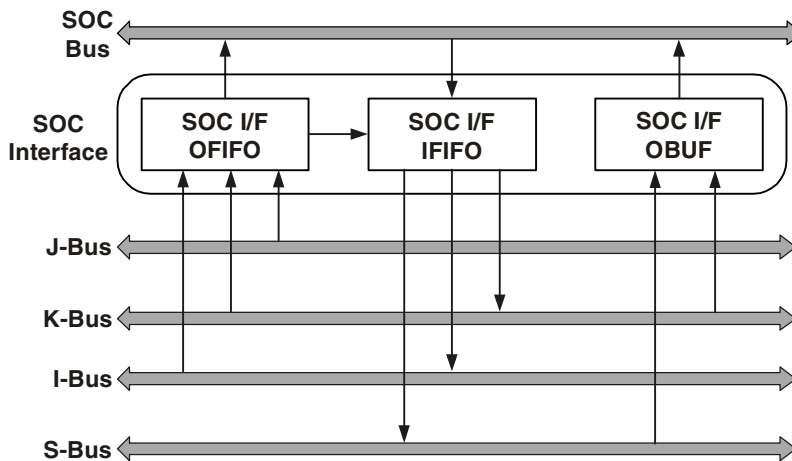 SOC
Bus
SOC
Interface
SOC I/F
OFIFO
SOC I/F
IFIFO
SOC I/F
OBUF
J-Bus
K-Bus
I-Bus
S-Bus